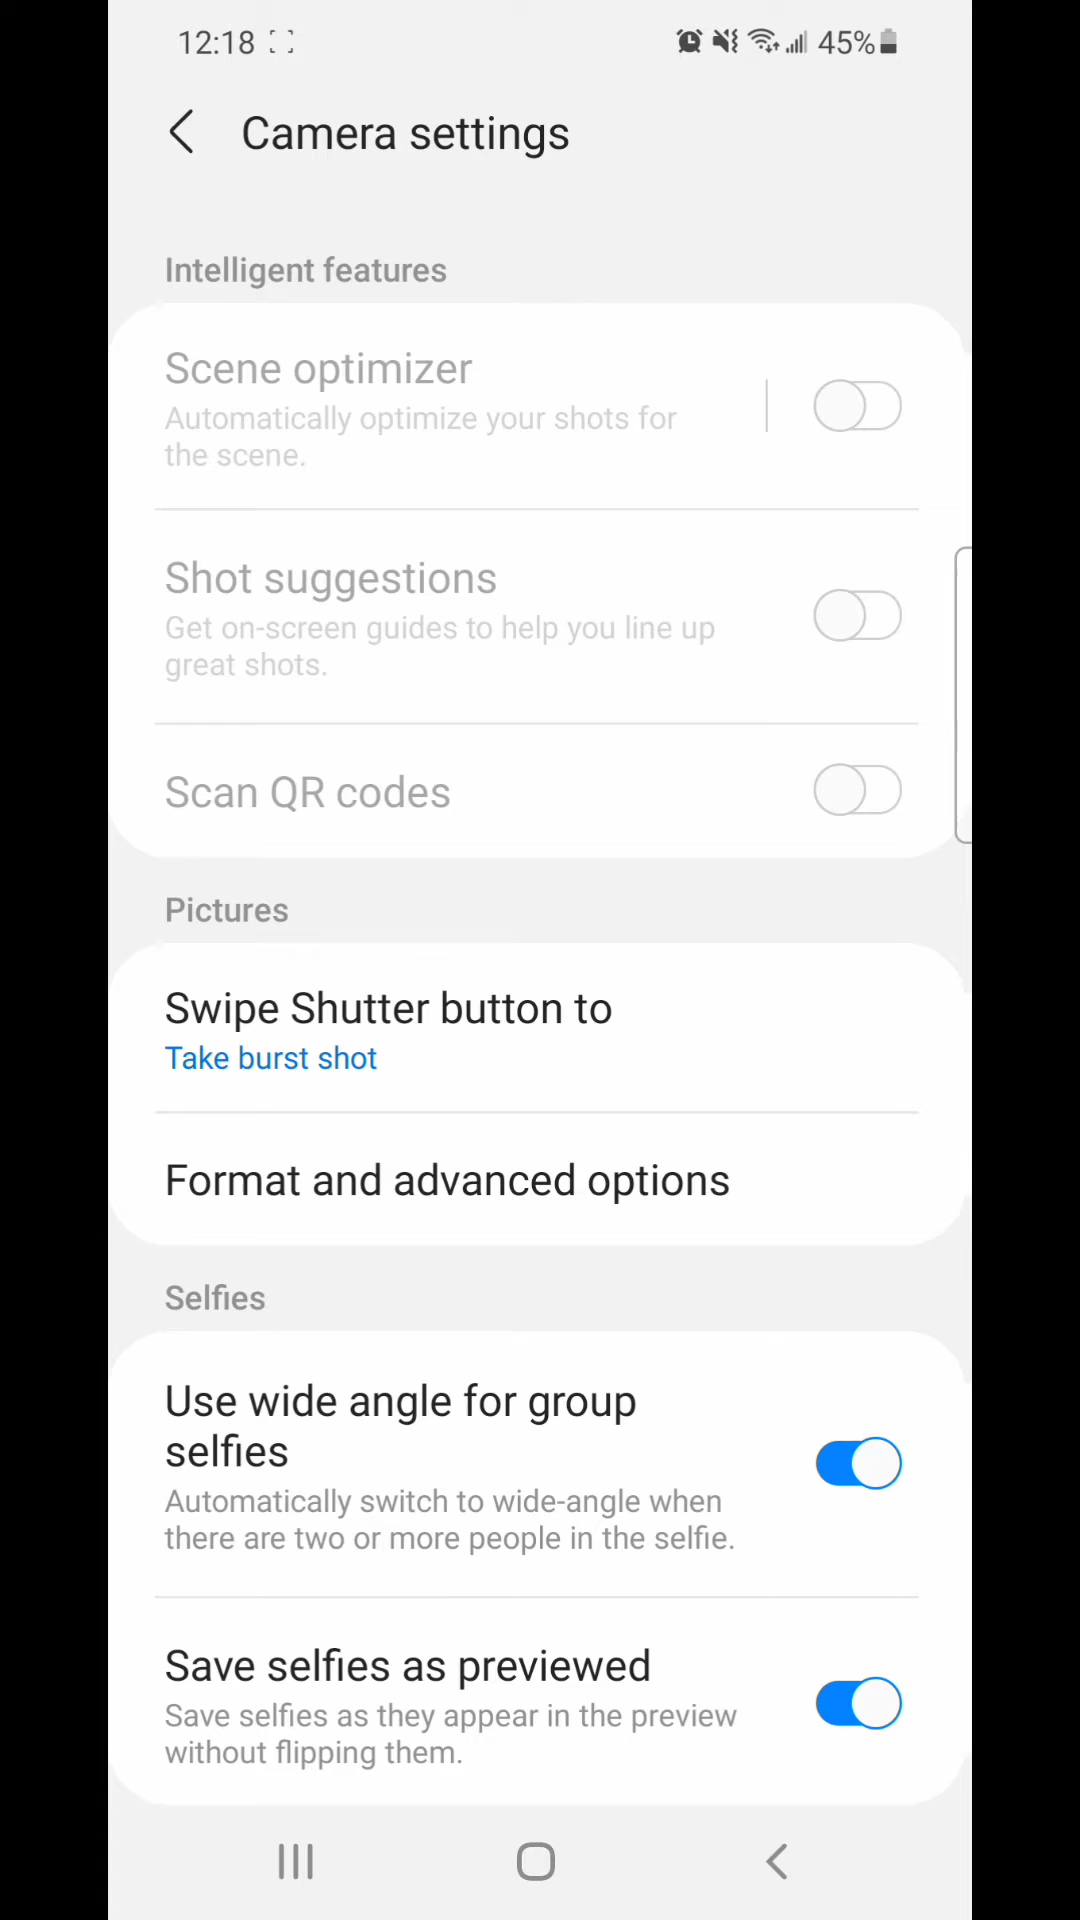 12:18
45%
Camera settings
Intelligent features
Scene optimizer
Automatically optimize your shots for
the scene.
Shot suggestions
Get on-screen guides to help you line up
great shots.
Scan QR codes
Pictures
Swipe Shutter button to
Take burst shot
Format and advanced options
Selfies
Use wide angle for group
selfies
Automatically switch to wide-angle when
there are two or more people in the selfie.
Save selfies as previewed
Save selfies as they appear in the preview
without flipping them.